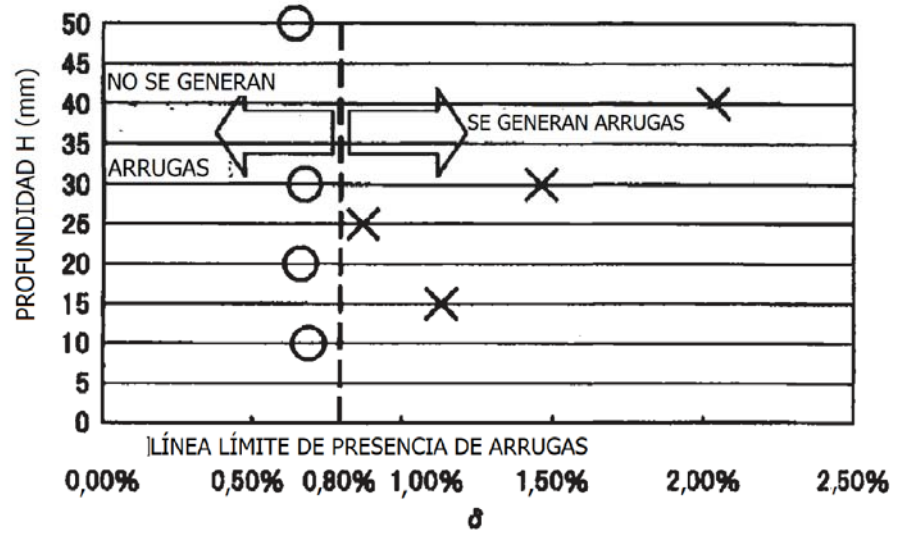 PROFUNDIDAD H (mm)
50
45
40
35
30
25
20
15
10
5
0
NO SE GENERAN
ARRUGAS
SE GENERAN ARRUGAS
LÍNEA LÍMITE DE PRESENCIA DE ARRUGAS
0,00% 0,50% 0,80% 1,00% 1,50% 2,00% 2,50%
δ